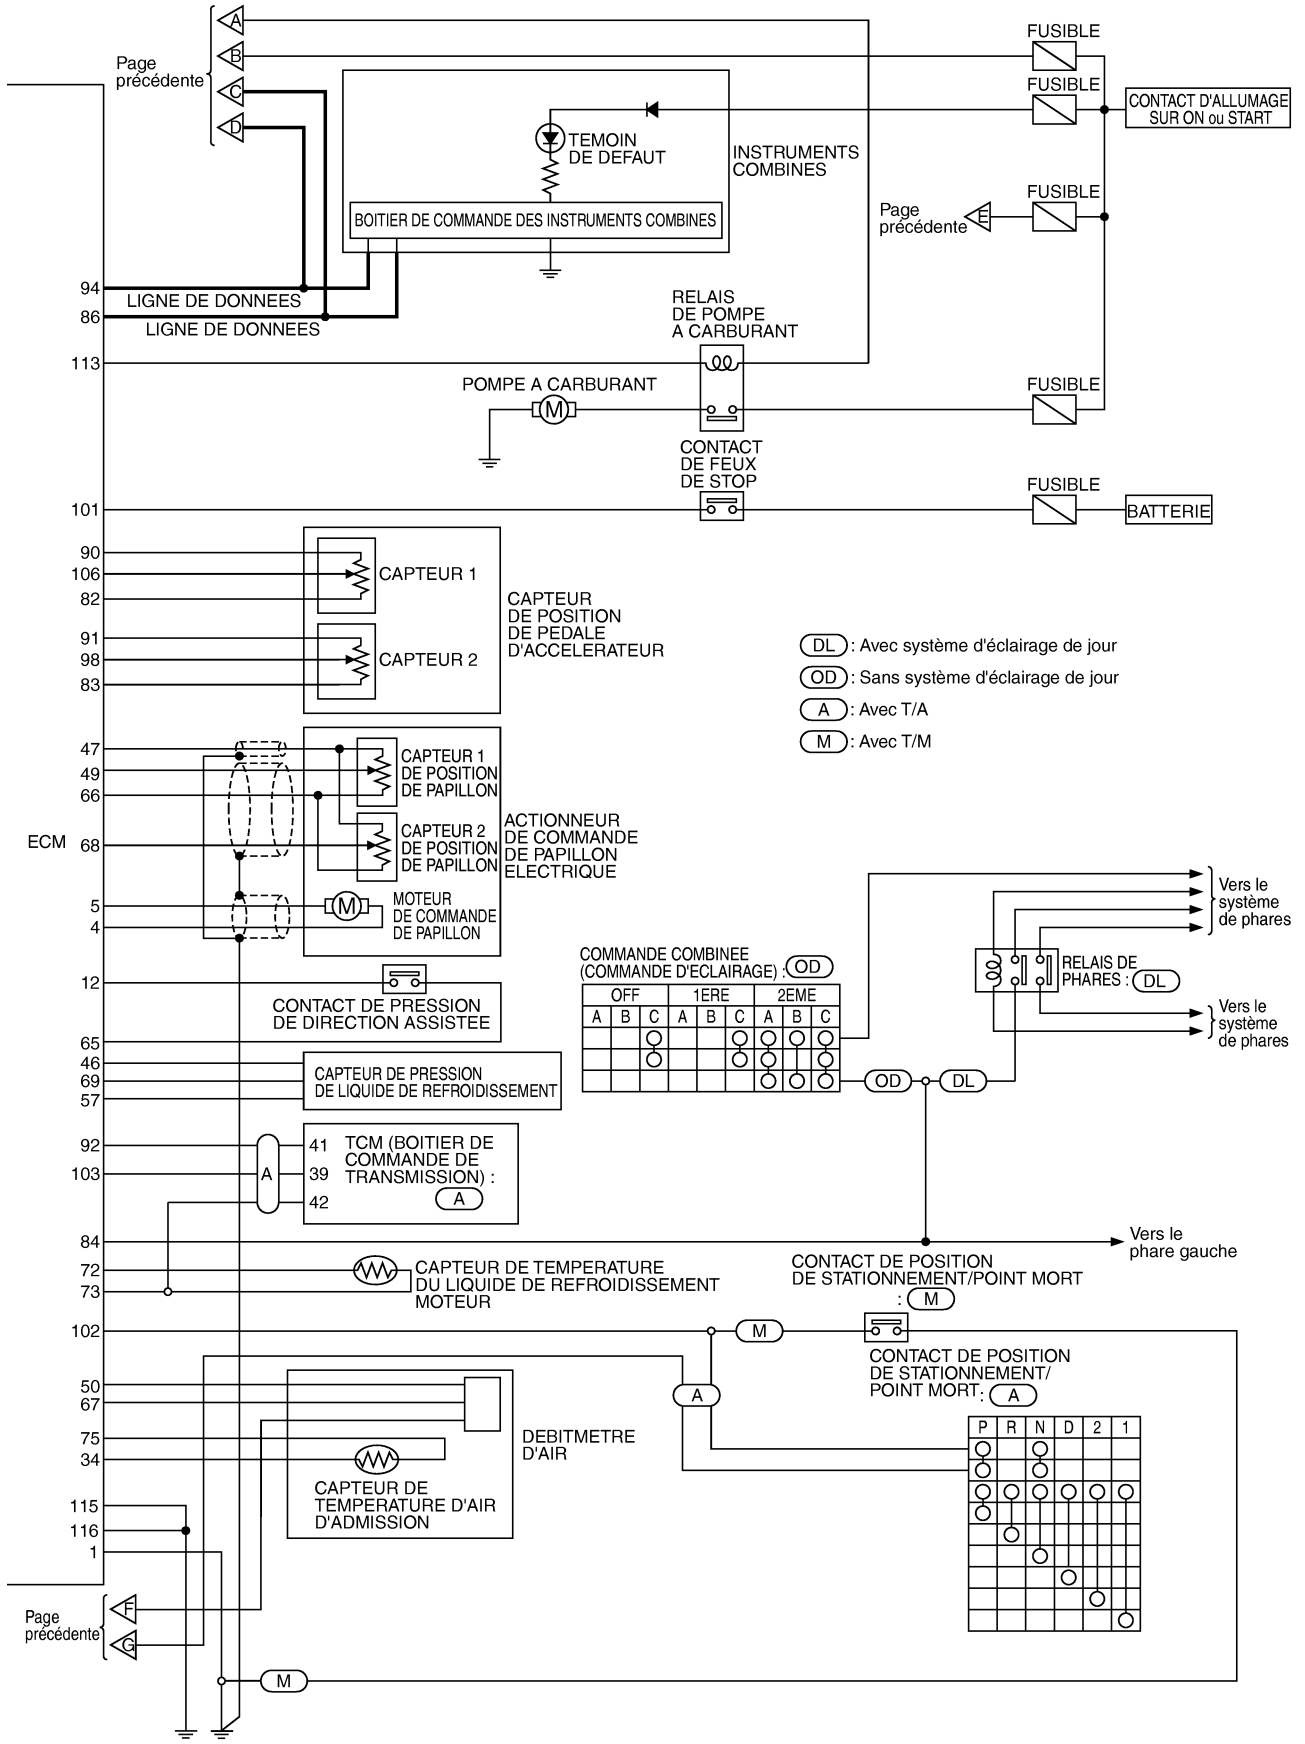 A
B
C
D
Page
précédente
FUSIBLE
FUSIBLE
CONTACT D'ALLUMAGE
SUR ON ou START
TEMOIN
DE DEFAUT
INSTRUMENTS
COMBINES
BOITIER DE COMMANDE DES INSTRUMENTS COMBINES
FUSIBLE
Page
précédente
E
94
LIGNE DE DONNEES
86
LIGNE DE DONNEES
RELAIS
DE POMPE
A CARBURANT
113
POMPE A CARBURANT
M
FUSIBLE
CONTACT
DE FEUX
DE STOP
101
FUSIBLE
BATTERIE
90
106
82
CAPTEUR 1
91
98
83
CAPTEUR 2
CAPTEUR
DE POSITION
DE PEDALE
D'ACCELERATEUR
DL : Avec système d'éclairage de jour
OD : Sans système d'éclairage de jour
A : Avec T/A
M : Avec T/M
47
49
66
ECM
68
5
4
CAPTEUR 1
DE POSITION
DE PAPILLON
CAPTEUR 2
DE POSITION
DE PAPILLON
M
MOTEUR
DE COMMANDE
DE PAPILLON
ACTIONNEUR
DE COMMANDE
DE PAPILLON
ELECTRIQUE
Vers le
système
de phares
RELAIS DE
PHARES : DL
Vers le
système
de phares
COMMANDE COMBINEE
(COMMANDE D'ECLAIRAGE) : OD
OFF 1ERE 2EME
A B C A B C A B C
OD
DL
12
CONTACT DE PRESSION
DE DIRECTION ASSISTEE
65
46
69
57
CAPTEUR DE PRESSION
DE LIQUIDE DE REFROIDISSEMENT
92
103
A
41
39
42
TCM (BOITIER DE
COMMANDE DE
TRANSMISSION) :
A
84
Vers le
phare gauche
72
73
CAPTEUR DE TEMPERATURE
DU LIQUIDE DE REFROIDISSEMENT
MOTEUR
CONTACT DE POSITION
DE STATIONNEMENT/POINT MORT
: M
102
M
CONTACT DE POSITION
DE STATIONNEMENT/
POINT MORT : A
A
P R N D 2 1
50
67
75
34
DEBITMETRE
D'AIR
CAPTEUR DE
TEMPERATURE D'AIR
D'ADMISSION
115
116
1
Page
précédente
F
G
M